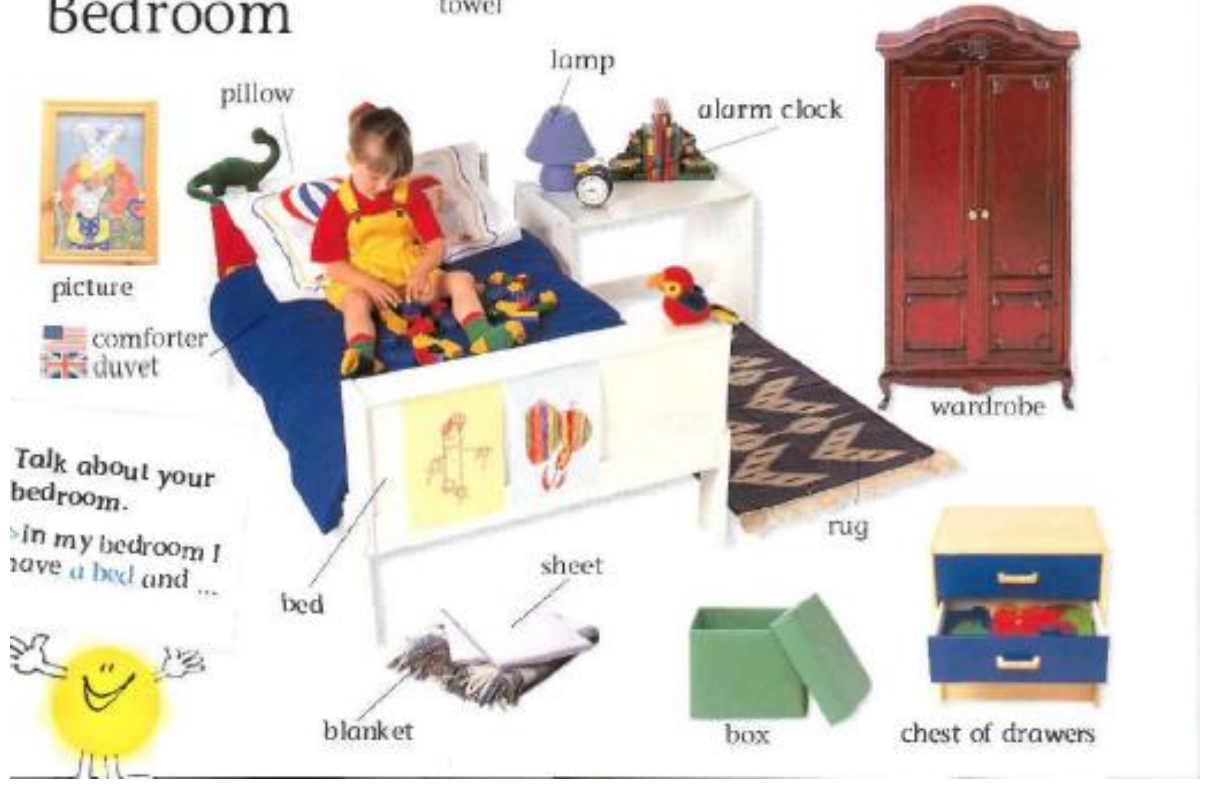 Bedroom
towel
lamp
pillow
alarm clock
picture
comforter
duvet
wardrobe
Talk about your
bedroom.
>in my bedroom I
have a bed and ...
rug
sheet
bed
blanket
box
chest of drawers